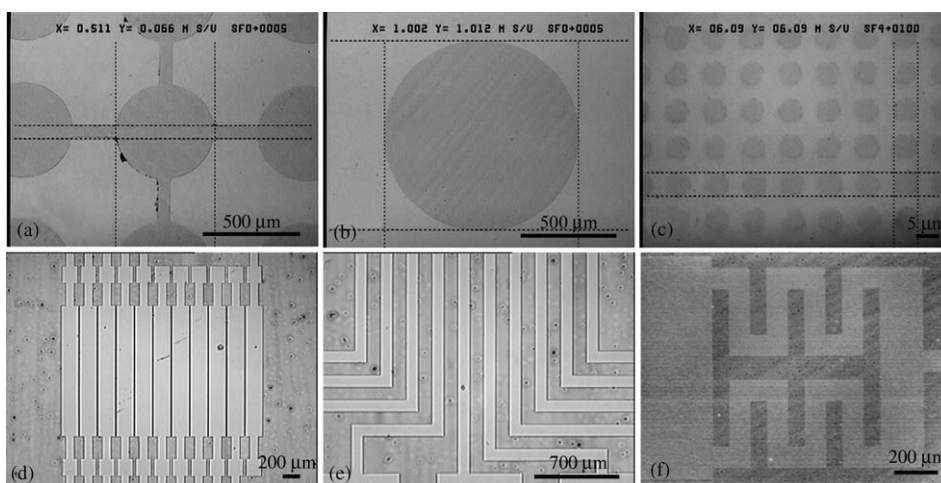 X= 0.511 Y= 0.066 M S/U SF0+0005
(a)
500 µm
X= 1.002 Y= 1.012 M S/U SF0+0005
(b)
500 µm
X= 06.09 Y= 06.09 M S/U SF4+0100
(c)
5 µm
(d)
200 µm
(e)
700 µm
(f)
200 µm